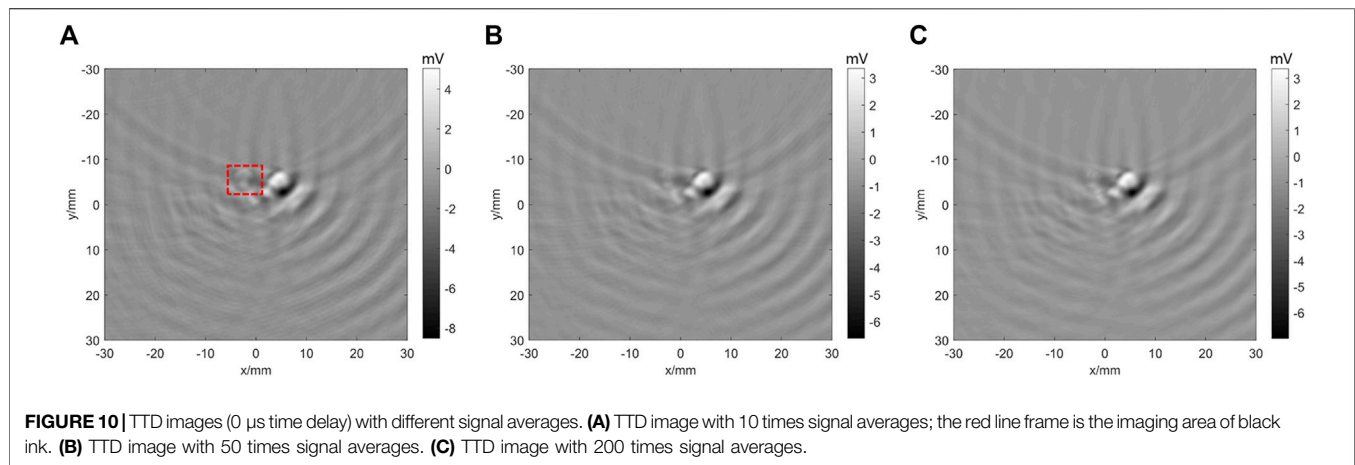 A
mV
-30
-20
-10
0
10
20
30
y/mm
-30 -20 -10 0 10 20 30
x/mm
4
2
0
-2
-4
-6
-8
B
mV
-30
-20
-10
0
10
20
30
y/mm
-30 -20 -10 0 10 20 30
x/mm
3
2
1
0
-1
-2
-3
-4
-5
-6
C
mV
-30
-20
-10
0
10
20
30
y/mm
-30 -20 -10 0 10 20 30
x/mm
3
2
1
0
-1
-2
-3
-4
-5
-6
FIGURE 10 | TTD images (0 μs time delay) with different signal averages. (A) TTD image with 10 times signal averages; the red line frame is the imaging area of black
ink. (B) TTD image with 50 times signal averages. (C) TTD image with 200 times signal averages.